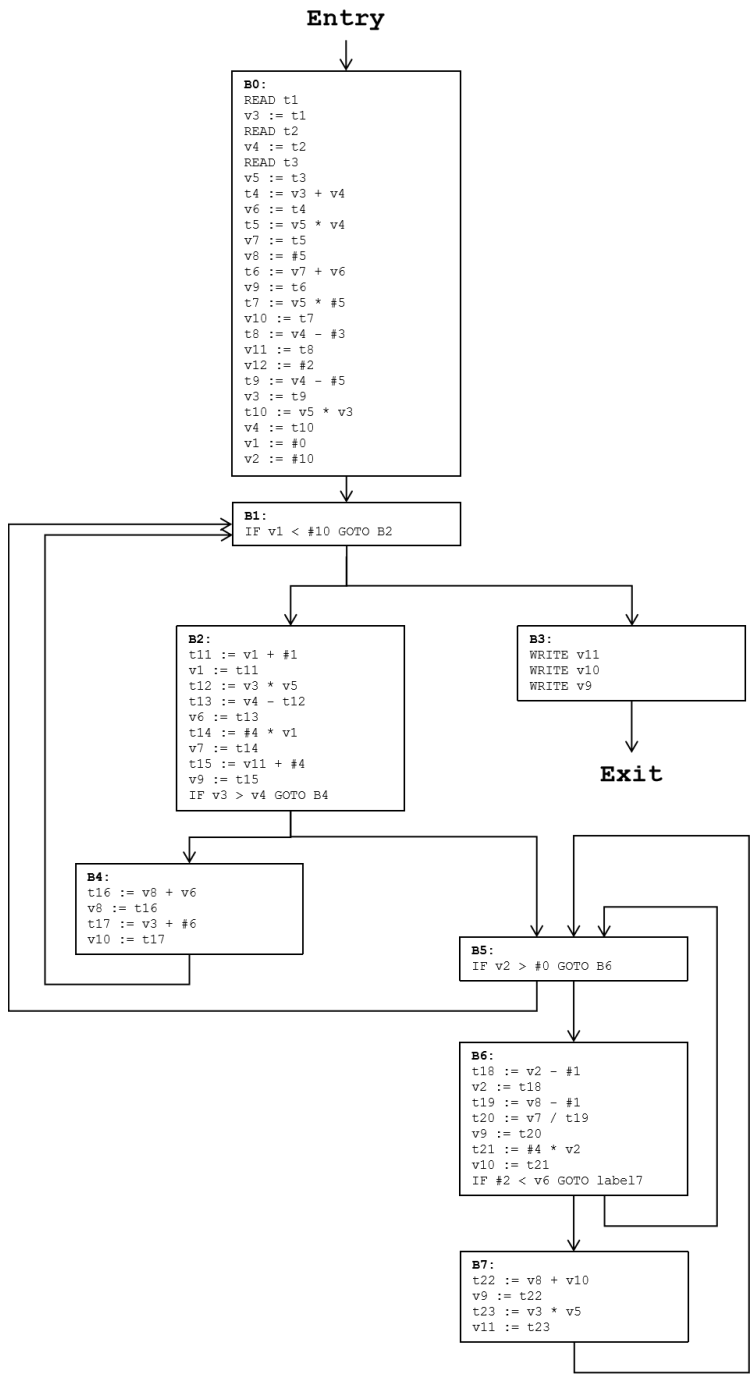 Entry
B0:
READ t1
v3 := t1
READ t2
v4 := t2
READ t3
v5 := t3
t4 := v3 + v4
v6 := t4
t5 := v5 * v4
v7 := t5
v8 := #5
t6 := v7 + v6
v9 := t6
t7 := v5 * #5
v10 := t7
t8 := v4 - #3
v11 := t8
v12 := #2
t9 := v4 - #5
v3 := t9
t10 := v5 * v3
v4 := t10
v1 := #0
v2 := #10
B1:
IF v1 < #10 GOTO B2
B2:
t11 := v1 + #1
v1 := t11
t12 := v3 * v5
t13 := v4 - t12
v6 := t13
t14 := #4 * v1
v7 := t14
t15 := v11 + #4
v9 := t15
IF v3 > v4 GOTO B4
B3:
WRITE v11
WRITE v10
WRITE v9
Exit
B4:
t16 := v8 + v6
v8 := t16
t17 := v3 + #6
v10 := t17
B5:
IF v2 > #0 GOTO B6
B6:
t18 := v2 - #1
v2 := t18
t19 := v8 - #1
t20 := v7 / t19
v9 := t20
t21 := #4 * v2
v10 := t21
IF #2 < v6 GOTO label7
B7:
t22 := v8 + v10
v9 := t22
t23 := v3 * v5
v11 := t23